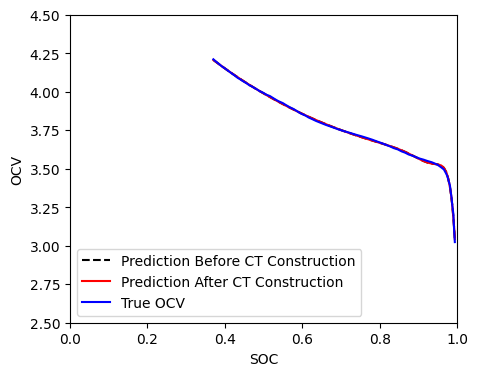 4.50
4.25
4.00
3.75
3.50
3.25
3.00
2.75
2.50
OCV
Prediction Before CT Construction
Prediction After CT Construction
True OCV
0.0 0.2 0.4 0.6 0.8 1.0
SOC